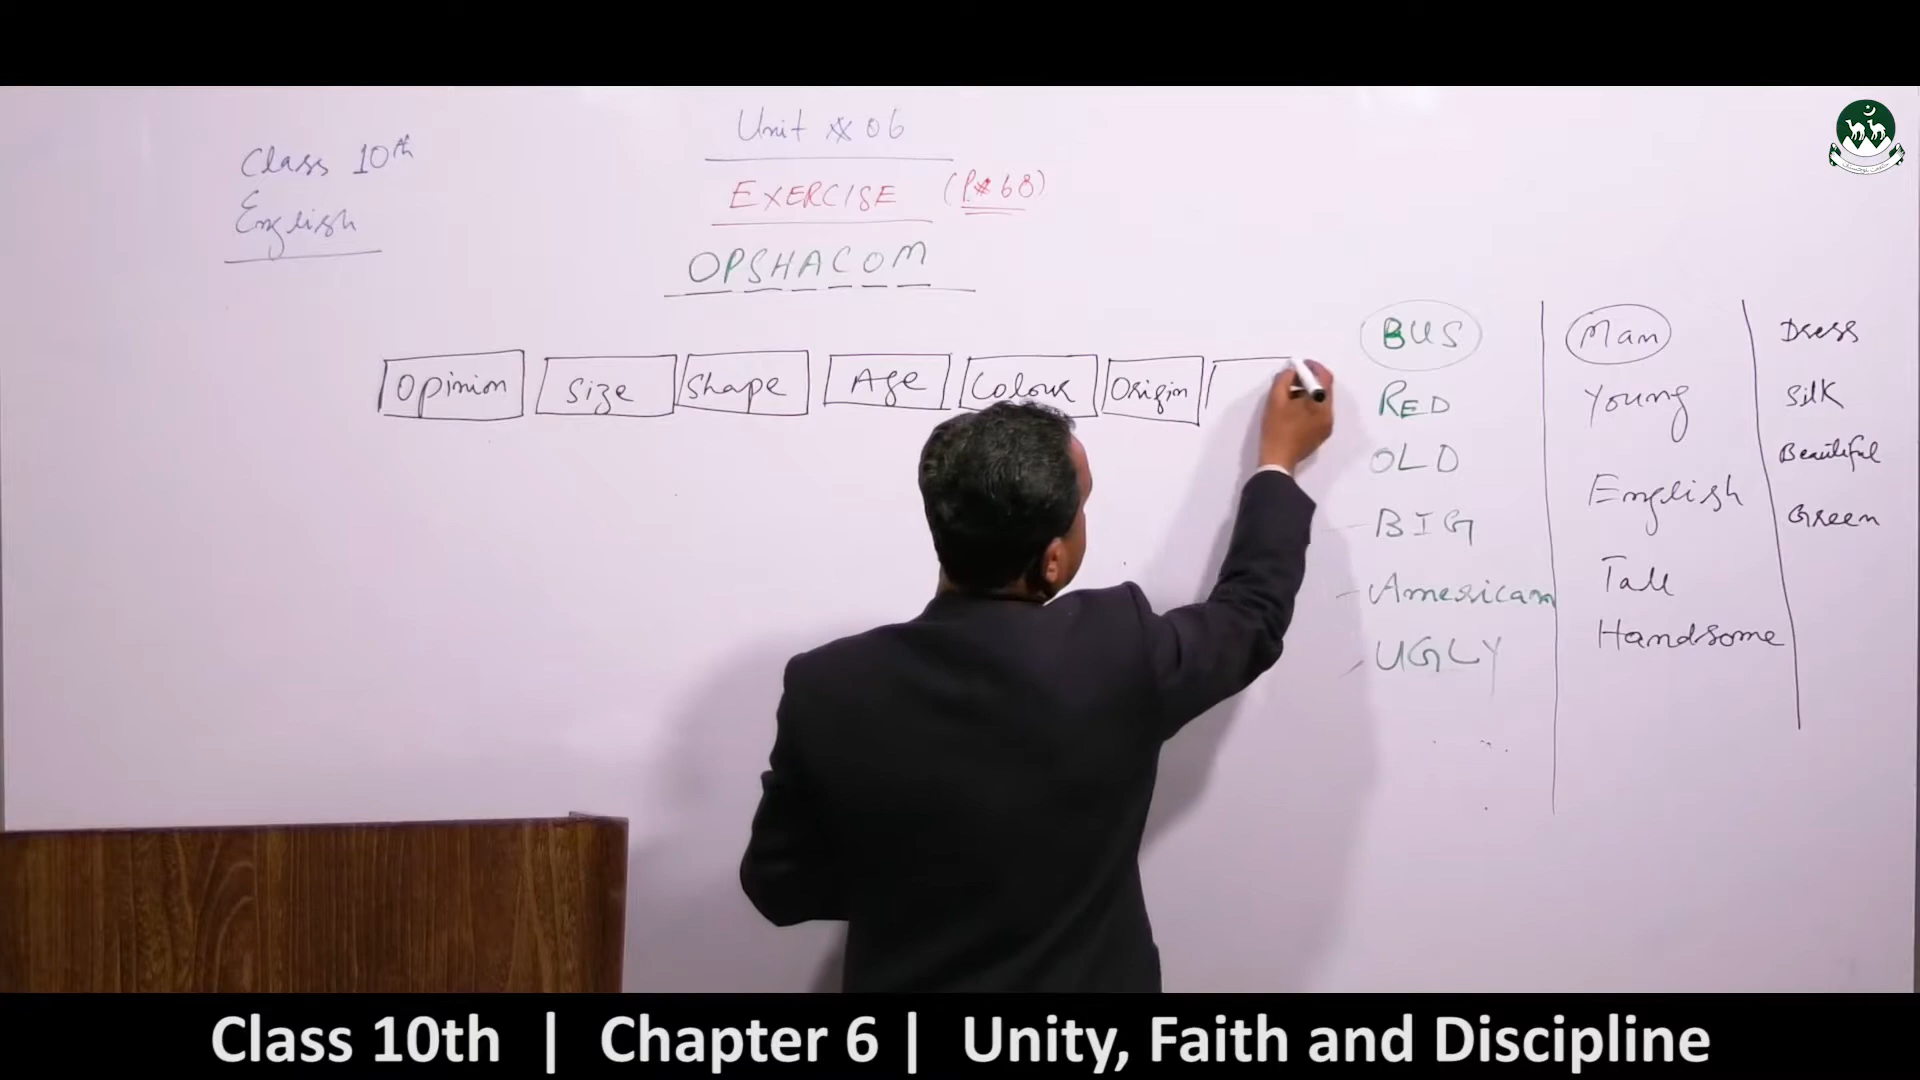 Class 10th
English
Unit # 06
EXERCISE (P.# 68)
OPSHACOM
Opinion Size Shape Age Colour Origin
BUS
RED
OLD
BIG
American
UGLY
Man
Young
English
Tall
Handsome
Dress
Silk
Beautiful
Green
Class 10th | Chapter 6 | Unity, Faith and Discipline